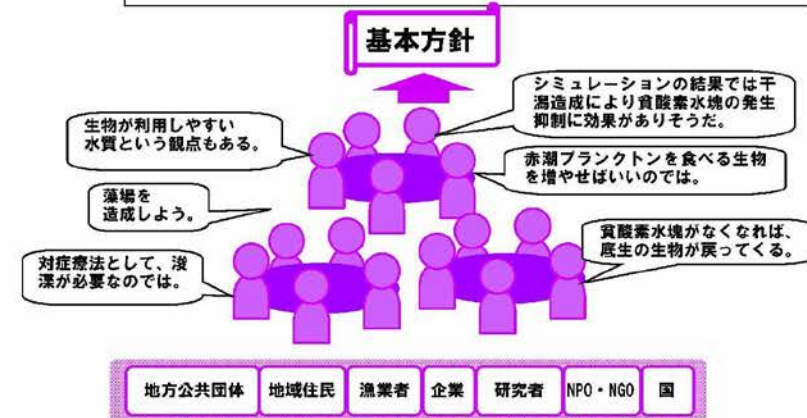 基本方針
シミュレーションの結果では干
潟造成により貧酸素水塊の発生
抑制に効果がありそうだ。
生物が利用しやすい
水質という観点もある。
赤潮プランクトンを食べる生物
を増やせばいいのでは。
藻場を
造成しよう。
貧酸素水塊がなくなれば、
底生の生物が戻ってくる。
対症療法として、浚
渫が必要なのでは。
地方公共団体 地域住民 漁業者 企業 研究者 NPO・NGO 国